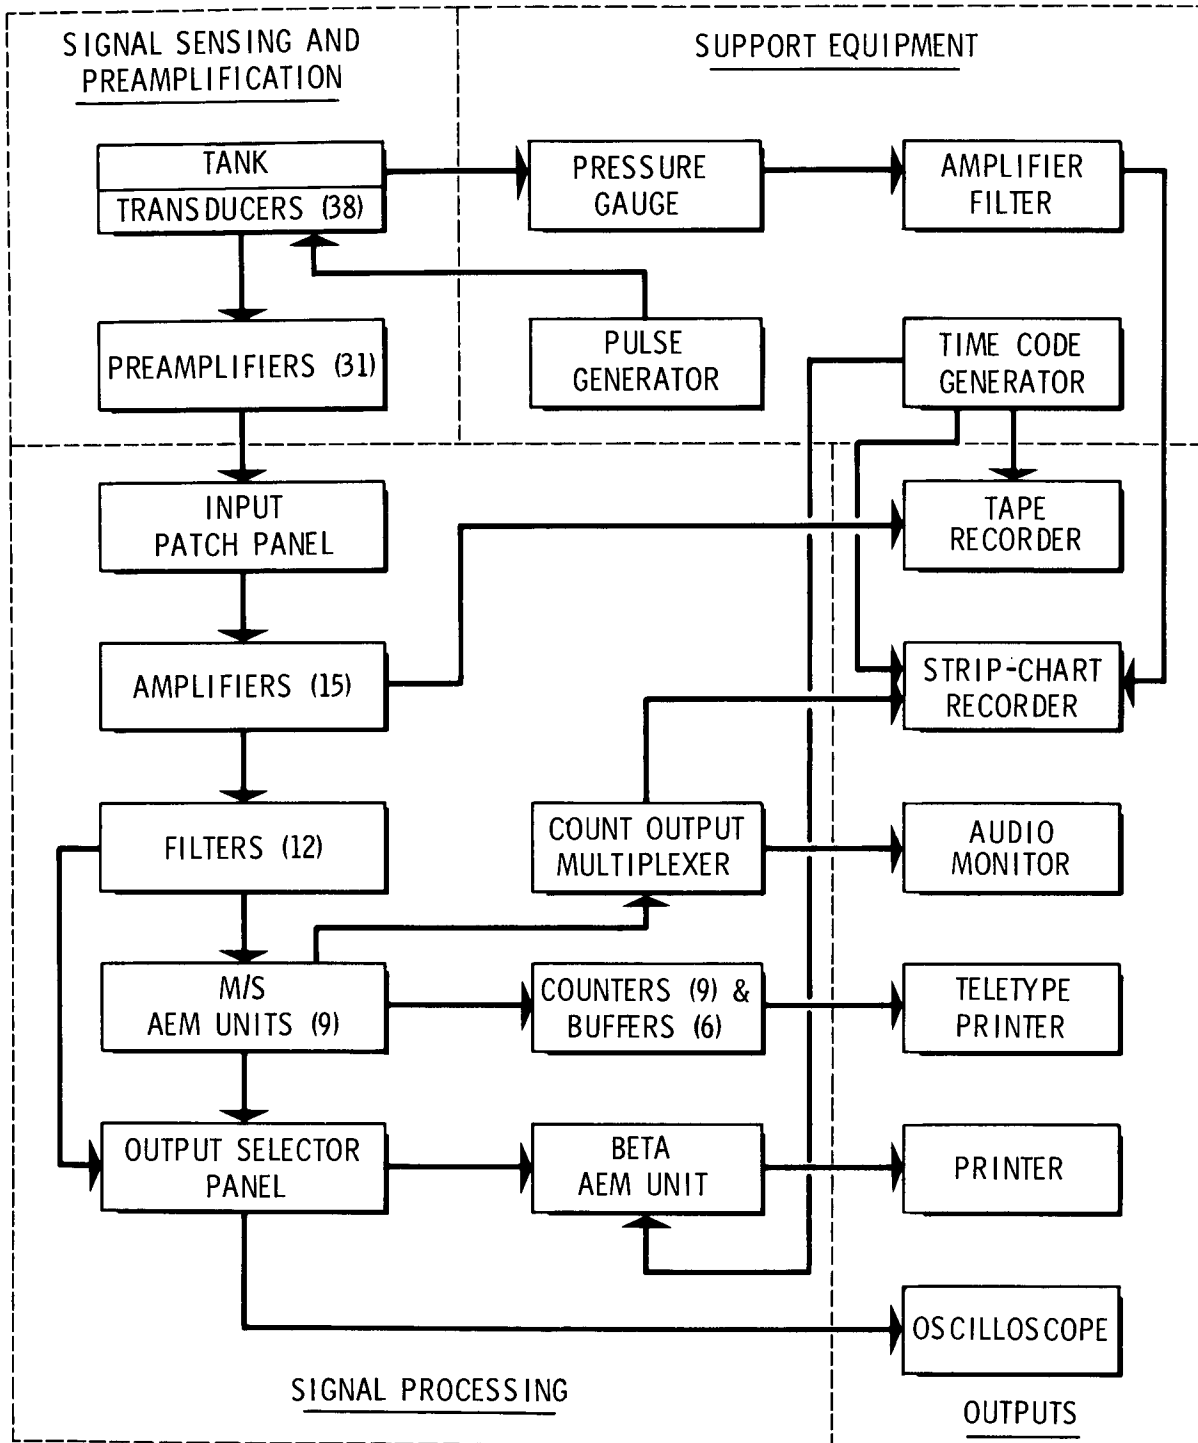 SIGNAL SENSING AND
PREAMPLIFICATION
SUPPORT EQUIPMENT
TANK
TRANSDUCERS (38)
PRESSURE
GAUGE
AMPLIFIER
FILTER
PREAMPLIFIERS (31)
PULSE
GENERATOR
TIME CODE
GENERATOR
INPUT
PATCH PANEL
TAPE
RECORDER
AMPLIFIERS (15)
STRIP-CHART
RECORDER
FILTERS (12)
COUNT OUTPUT
MULTIPLEXER
AUDIO
MONITOR
M/S
AEM UNITS (9)
COUNTERS (9) &
BUFFERS (6)
TELETYPE
PRINTER
OUTPUT SELECTOR
PANEL
BETA
AEM UNIT
PRINTER
OSCILLOSCOPE
SIGNAL PROCESSING
OUTPUTS